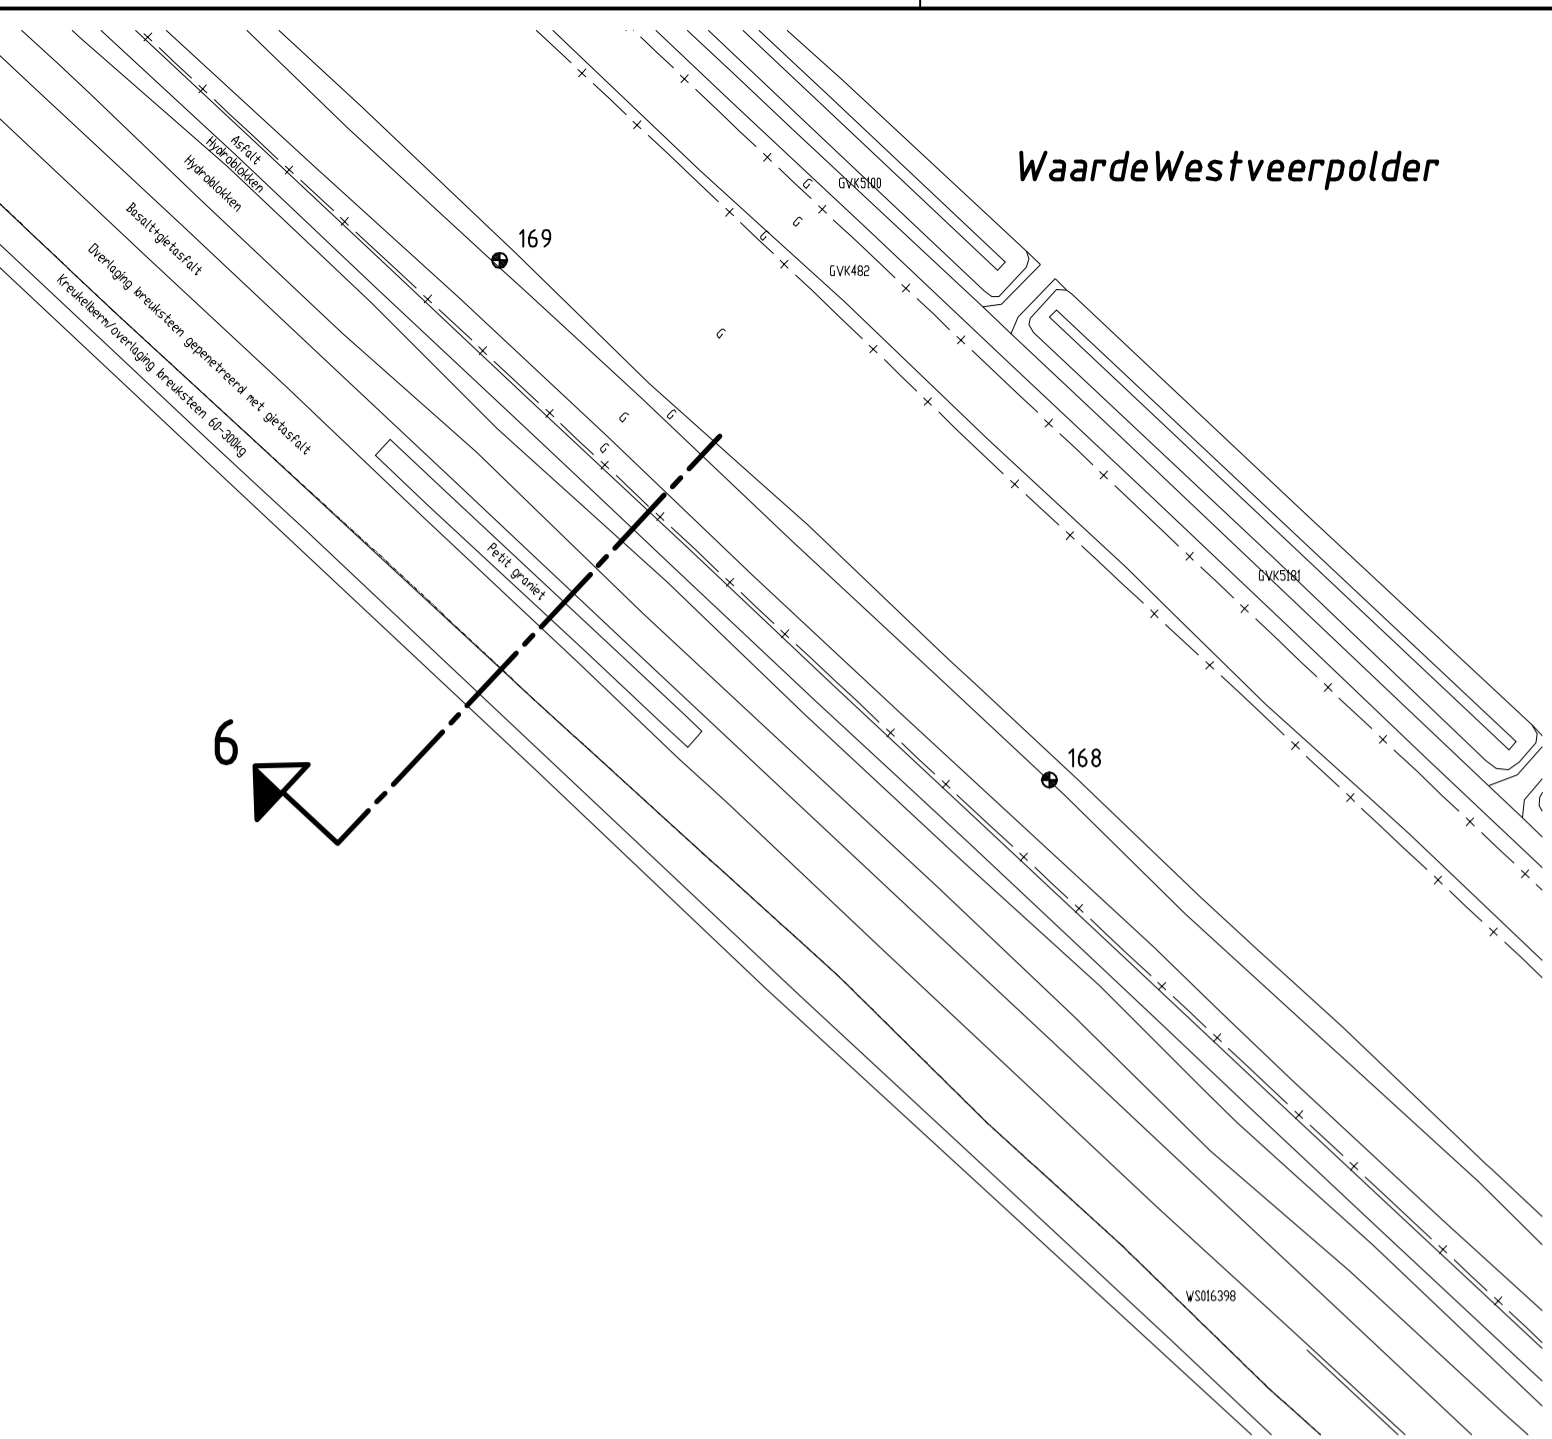 WaardeWestveerpolder
Asfalt
Hydroblokken
Hydroblokken
Basalt+gietasfalt
Overlaging breuksteen gepenetreerd met gietasfalt
Kreukelberm/overlaging breuksteen 60-300kg
G
GVK5100
G
G
169
GVK482
G
G
G
G
Petit graniet
GVK5181
6
168
WS016398